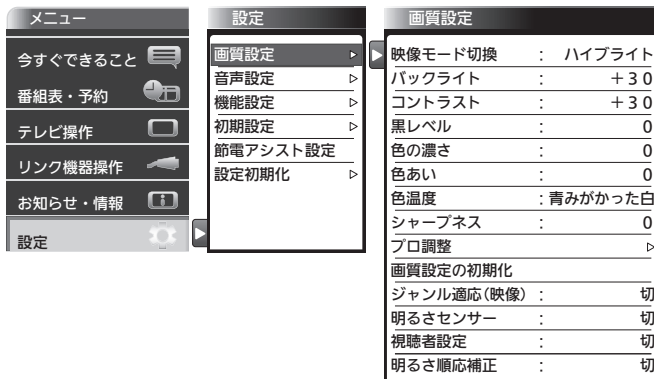 メニュー
今すぐできること
番組表・予約
テレビ操作
リンク機器操作
お知らせ・情報
設定
設定
画質設定
音声設定
機能設定
初期設定
節電アシスト設定
設定初期化
画質設定
映像モード切換 : ハイブライト
バックライト : +30
コントラスト : +30
黒レベル : 0
色の濃さ : 0
色あい : 0
色温度 : 青みがかった白
シャープネス : 0
プロ調整
画質設定の初期化
ジャンル適応(映像) : 切
明るさセンサー : 切
視聴者設定 : 切
明るさ順応補正 : 切